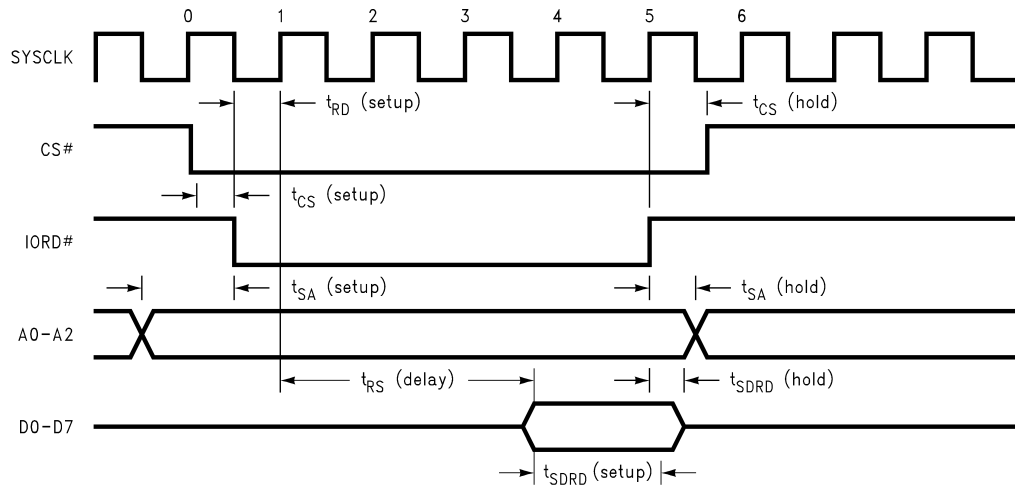 0 1 2 3 4 5 6
SYSCLK
tRD (setup) tCS (hold)
CS#
tCS (setup)
IORD#
tSA (setup) tSA (hold)
A0-A2
tRS (delay) tSDRD (hold)
D0-D7
tSDRD (setup)